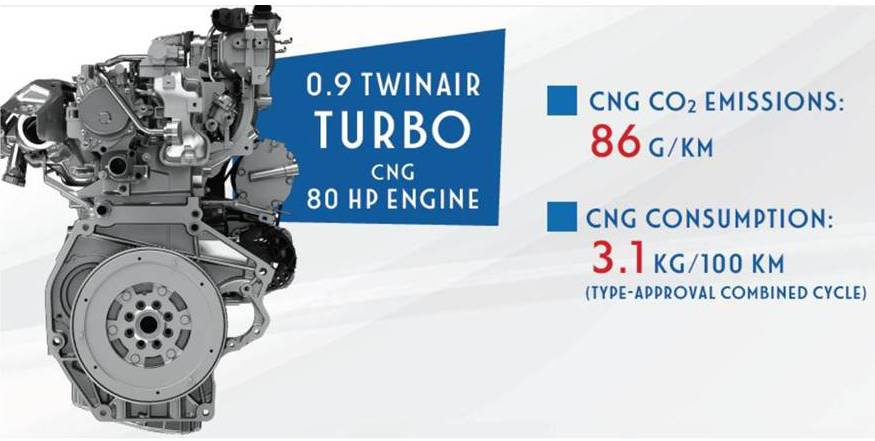 0.9 TWINAIR
TURBO
CNG
80 HP ENGINE
CNG CO₂ EMISSIONS:
86 G/KM
CNG CONSUMPTION:
3.1 KG/100 KM
(TYPE-APPROVAL COMBINED CYCLE)